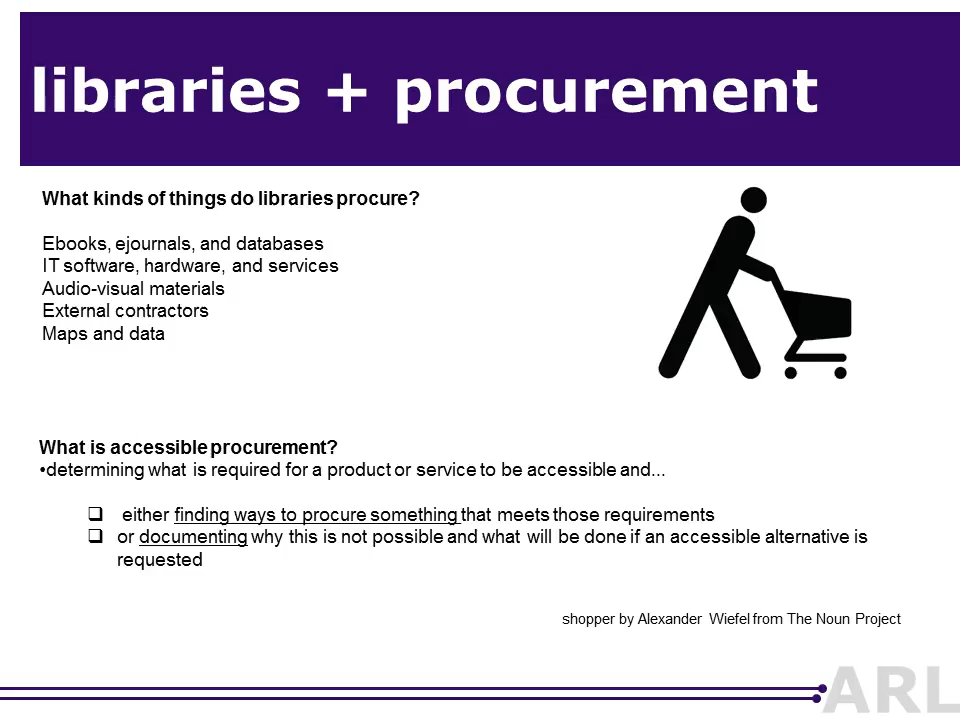 libraries + procurement
What kinds of things do libraries procure?
Ebooks, ejournals, and databases
IT software, hardware, and services
Audio-visual materials
External contractors
Maps and data
What is accessible procurement?
•determining what is required for a product or service to be accessible and...
❑ either finding ways to procure something that meets those requirements
❑ or documenting why this is not possible and what will be done if an accessible alternative is
requested
shopper by Alexander Wiefel from The Noun Project
ARL